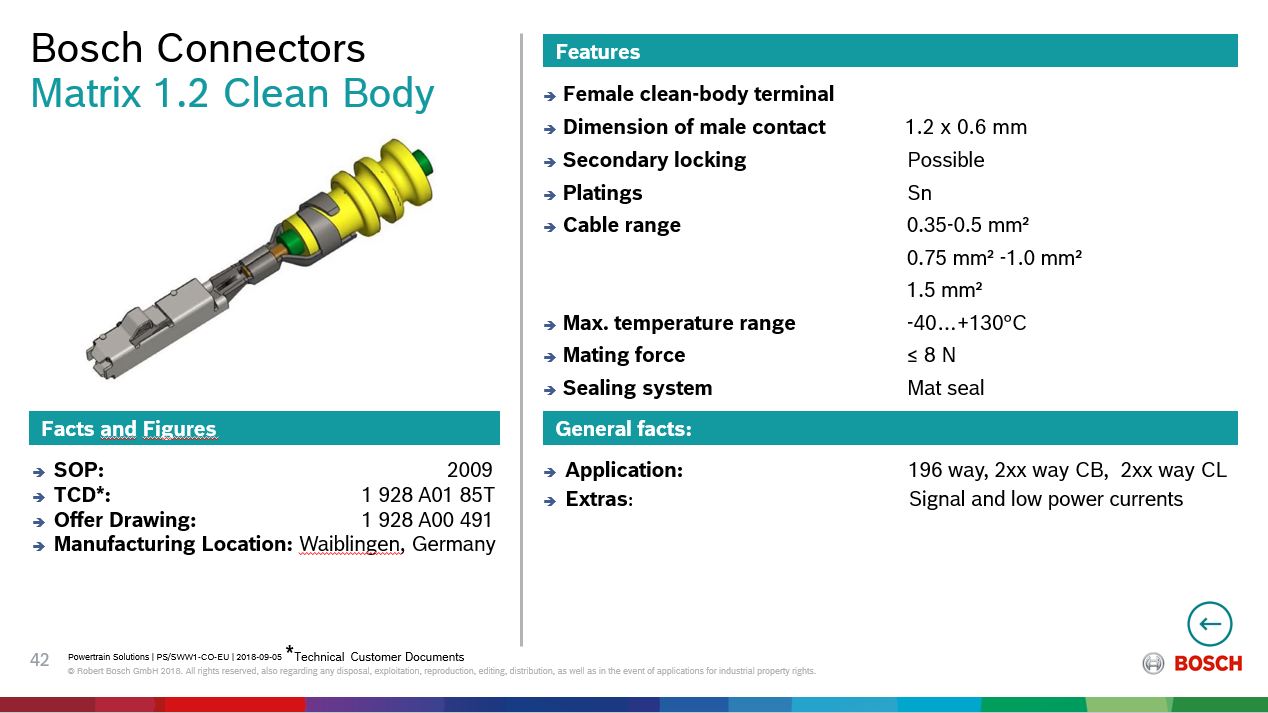 Bosch Connectors
Matrix 1.2 Clean Body
Facts and Figures
SOP: 2009
TCD*: 1 928 A01 85T
Offer Drawing: 1 928 A00 491
Manufacturing Location: Waiblingen, Germany
Features
Female clean-body terminal
Dimension of male contact 1.2 x 0.6 mm
Secondary locking Possible
Platings Sn
Cable range 0.35-0.5 mm²
0.75 mm² -1.0 mm²
1.5 mm²
Max. temperature range -40…+130°C
Mating force ≤ 8 N
Sealing system Mat seal
General facts:
Application: 196 way, 2xx way CB, 2xx way CL
Extras: Signal and low power currents
42 Powertrain Solutions | PS/SWW1-CO-EU | 2018-09-05 *Technical Customer Documents
© Robert Bosch GmbH 2018. All rights reserved, also regarding any disposal, exploitation, reproduction, editing, distribution, as well as in the event of applications for industrial property rights.
BOSCH